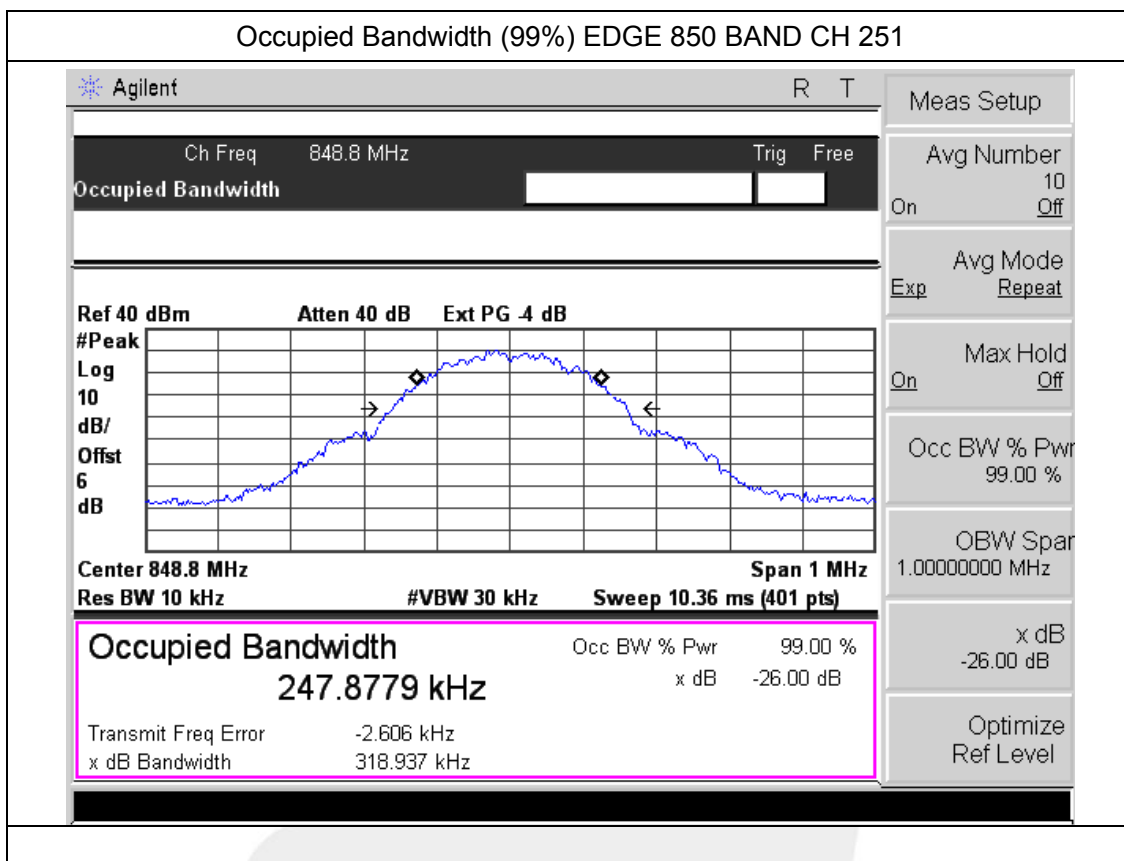 Occupied Bandwidth (99%) EDGE 850 BAND CH 251
Agilent R T
Ch Freq 848.8 MHz Trig Free
Occupied Bandwidth
Ref 40 dBm Atten 40 dB Ext PG -4 dB
#Peak
Log
10
dB/
Offst
6
dB
Center 848.8 MHz Span 1 MHz
Res BW 10 kHz #VBW 30 kHz Sweep 10.36 ms (401 pts)
Occupied Bandwidth
247.8779 kHz
Occ BW % Pwr 99.00 %
x dB -26.00 dB
Transmit Freq Error -2.606 kHz
x dB Bandwidth 318.937 kHz
Meas Setup
Avg Number
10
On Off
Avg Mode
Exp Repeat
Max Hold
On Off
Occ BW % Pwr
99.00 %
OBW Span
1.00000000 MHz
x dB
-26.00 dB
Optimize
Ref Level